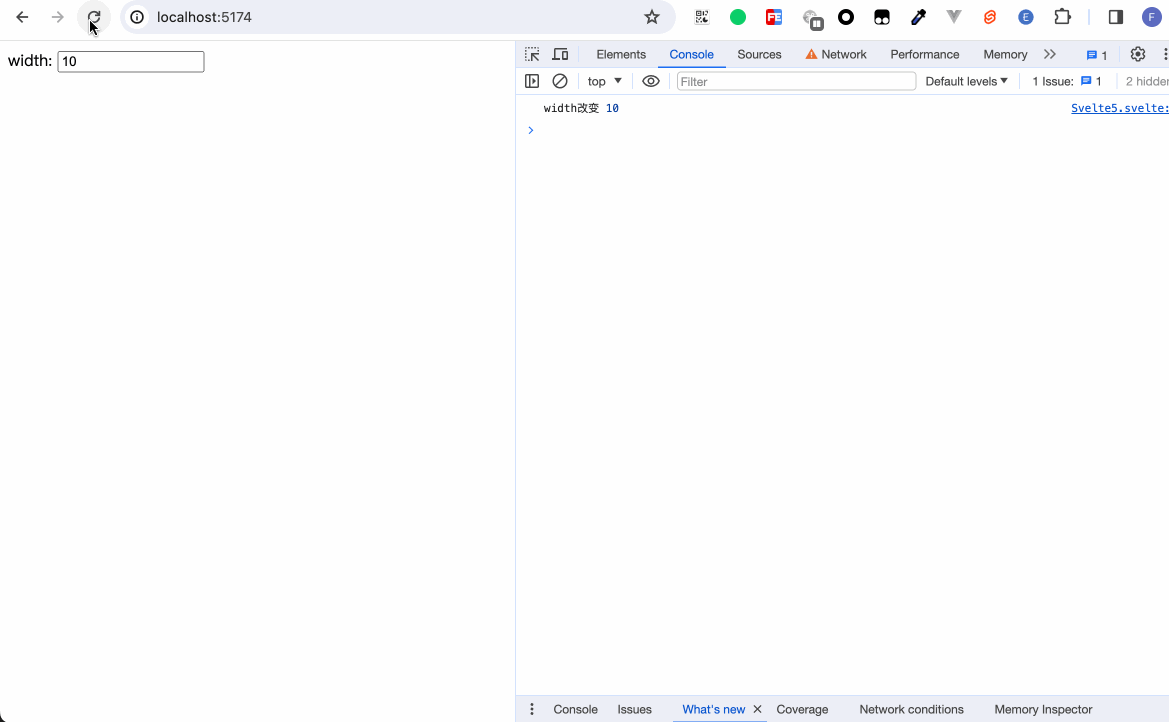 localhost:5174
FE
E
F
width: 10
Elements Console Sources Network Performance Memory 1
top Filter Default levels 1 Issue: 1 2 hidden
width改变 10 Svelte5.svelte:
Console Issues What's new Coverage Network conditions Memory Inspector